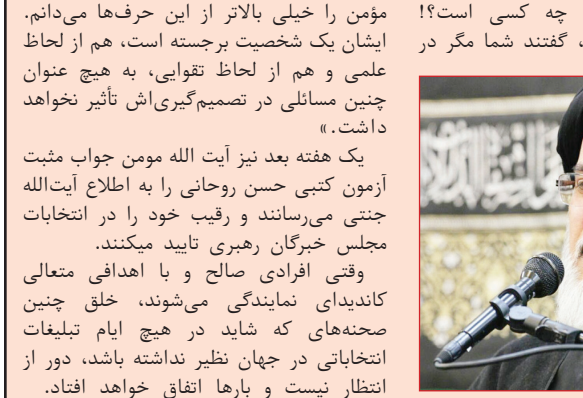 چه کسی است؟!
، گفتند شما مگر در
مؤمن را خیلی بالاتر از این حرف‌ها می‌دانم.
ایشان یک شخصیت برجسته است، هم از لحاظ
علمی و هم از لحاظ تقوایی، به هیچ عنوان
چنین مسائلی در تصمیم‌گیری‌اش تأثیر نخواهد
داشت.»
یک هفته بعد نیز آیت الله مومن جواب مثبت
آزمون کتبی حسن روحانی را به اطلاع آیت‌الله
جنتی می‌رسانند و رقیب خود را در انتخابات
مجلس خبرگان رهبری تایید میکنند.
وقتی افرادی صالح و با اهدافی متعالی
کاندیدای نمایندگی می‌شوند، خلق چنین
صحنه‌های که شاید در هیچ ایام تبلیغات
انتخاباتی در جهان نظیر نداشته باشد، دور از
انتظار نیست و بارها اتفاق خواهد افتاد.